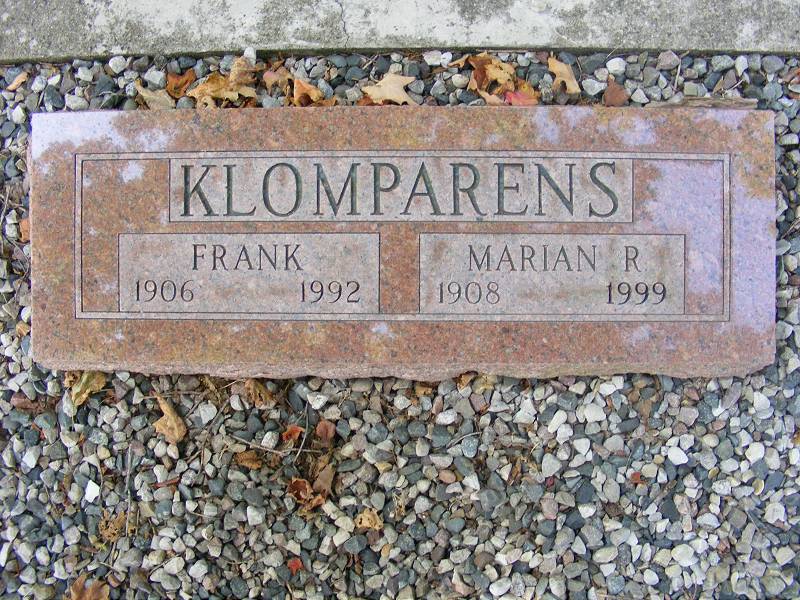 KLOMPARENS
FRANK
1906 1992
MARIAN R
1908 1999